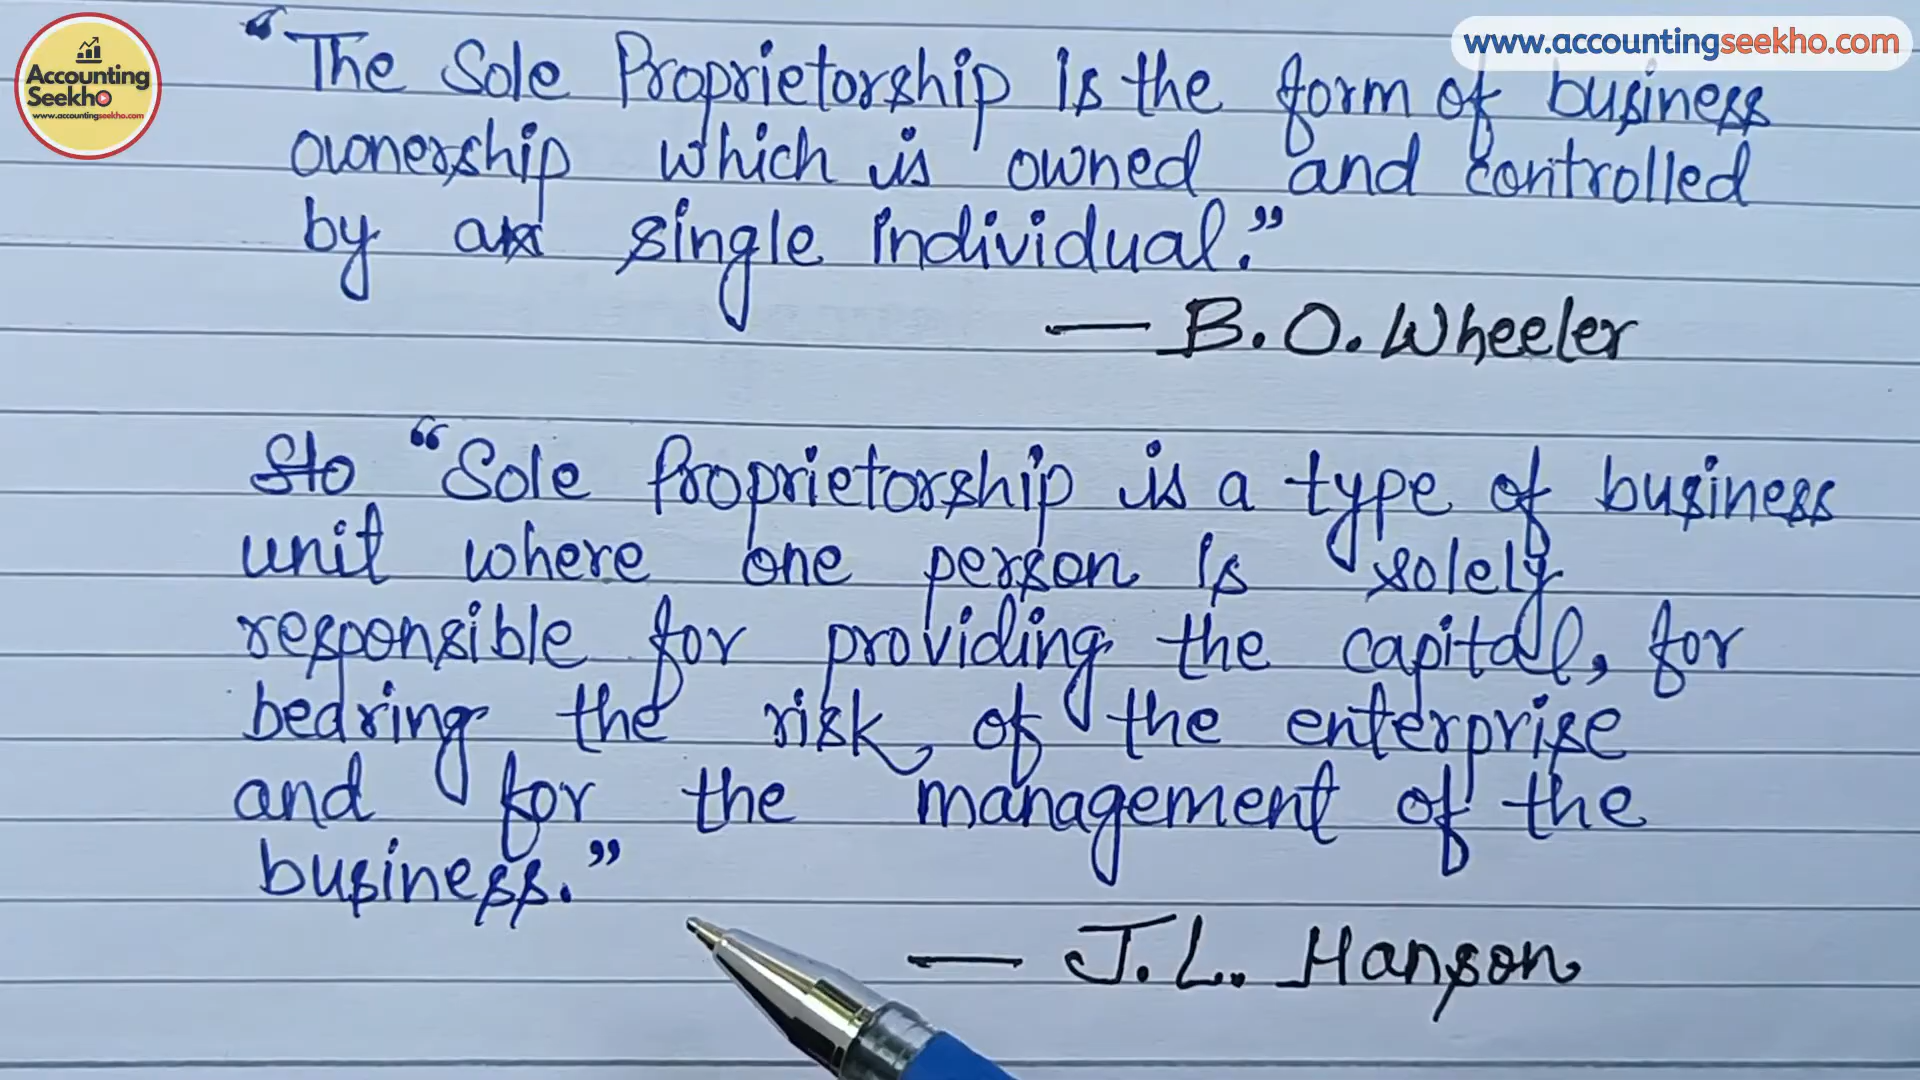 Accounting
Seekho
www.accountingseekho.com
www.accountingseekho.com
“The Sole Proprietorship is the form of business
ownership which is owned and controlled
by a single individual.”
— B. O. Wheeler
Sto “Sole Proprietorship is a type of business
unit where one person is solely
responsible for providing the capital, for
bearing the risk of the enterprise
and for the management of the
business.”
— J. L. Hanson